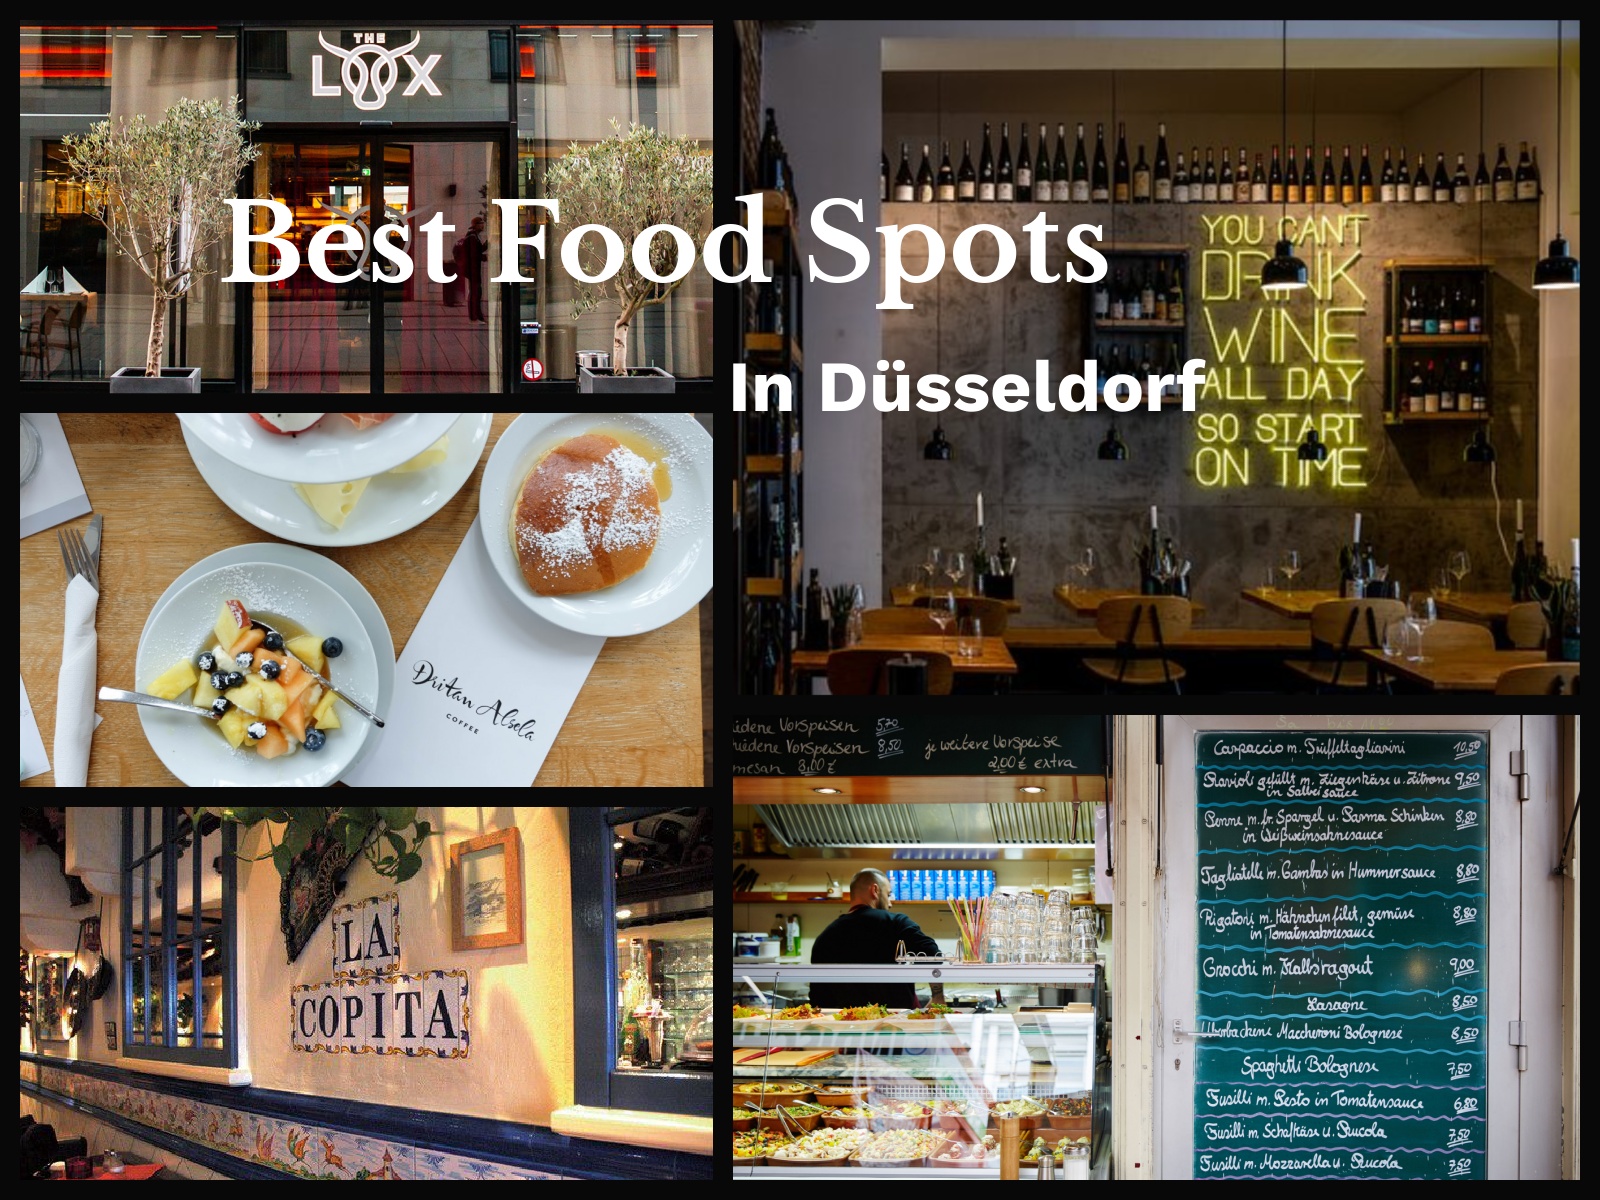 THE
LOX
Best Food Spots
In Düsseldorf
YOU CAN'T
DRINK
WINE
ALL DAY
SO START
ON TIME
Dritan Alsela
COFFEE
LA
COPITA
Vorspeisen 5,70
Vorspeisen 8,50 je weitere Vorspeise
3,00 € 2,00 € extra
Carpaccio m. Trüffeltagliarini 10,50
Ravioli gefüllt m. Ziegenkäse u. Zitrone 9,50
in Salbeisauce
Penne m. fr. Spargel u. Parma Schinken 8,80
in Weißweinsahnesauce
Tagliatelle m. Gambas in Hummersauce 8,80
Rigatoni m. Hähnchenfilet, gemüse 8,80
in Tomatensahnesauce
Gnocchi m. Kalbsragout 9,00
Lasagne 8,50
Überbackene Maccheroni Bolognese 8,50
Spaghetti Bolognese 7,50
Fusilli m. Pesto in Tomatensauce 6,80
Fusilli m. Schafkäse u. Rucola 7,50
Fusilli m. Mozzarella u. Rucola 7,50